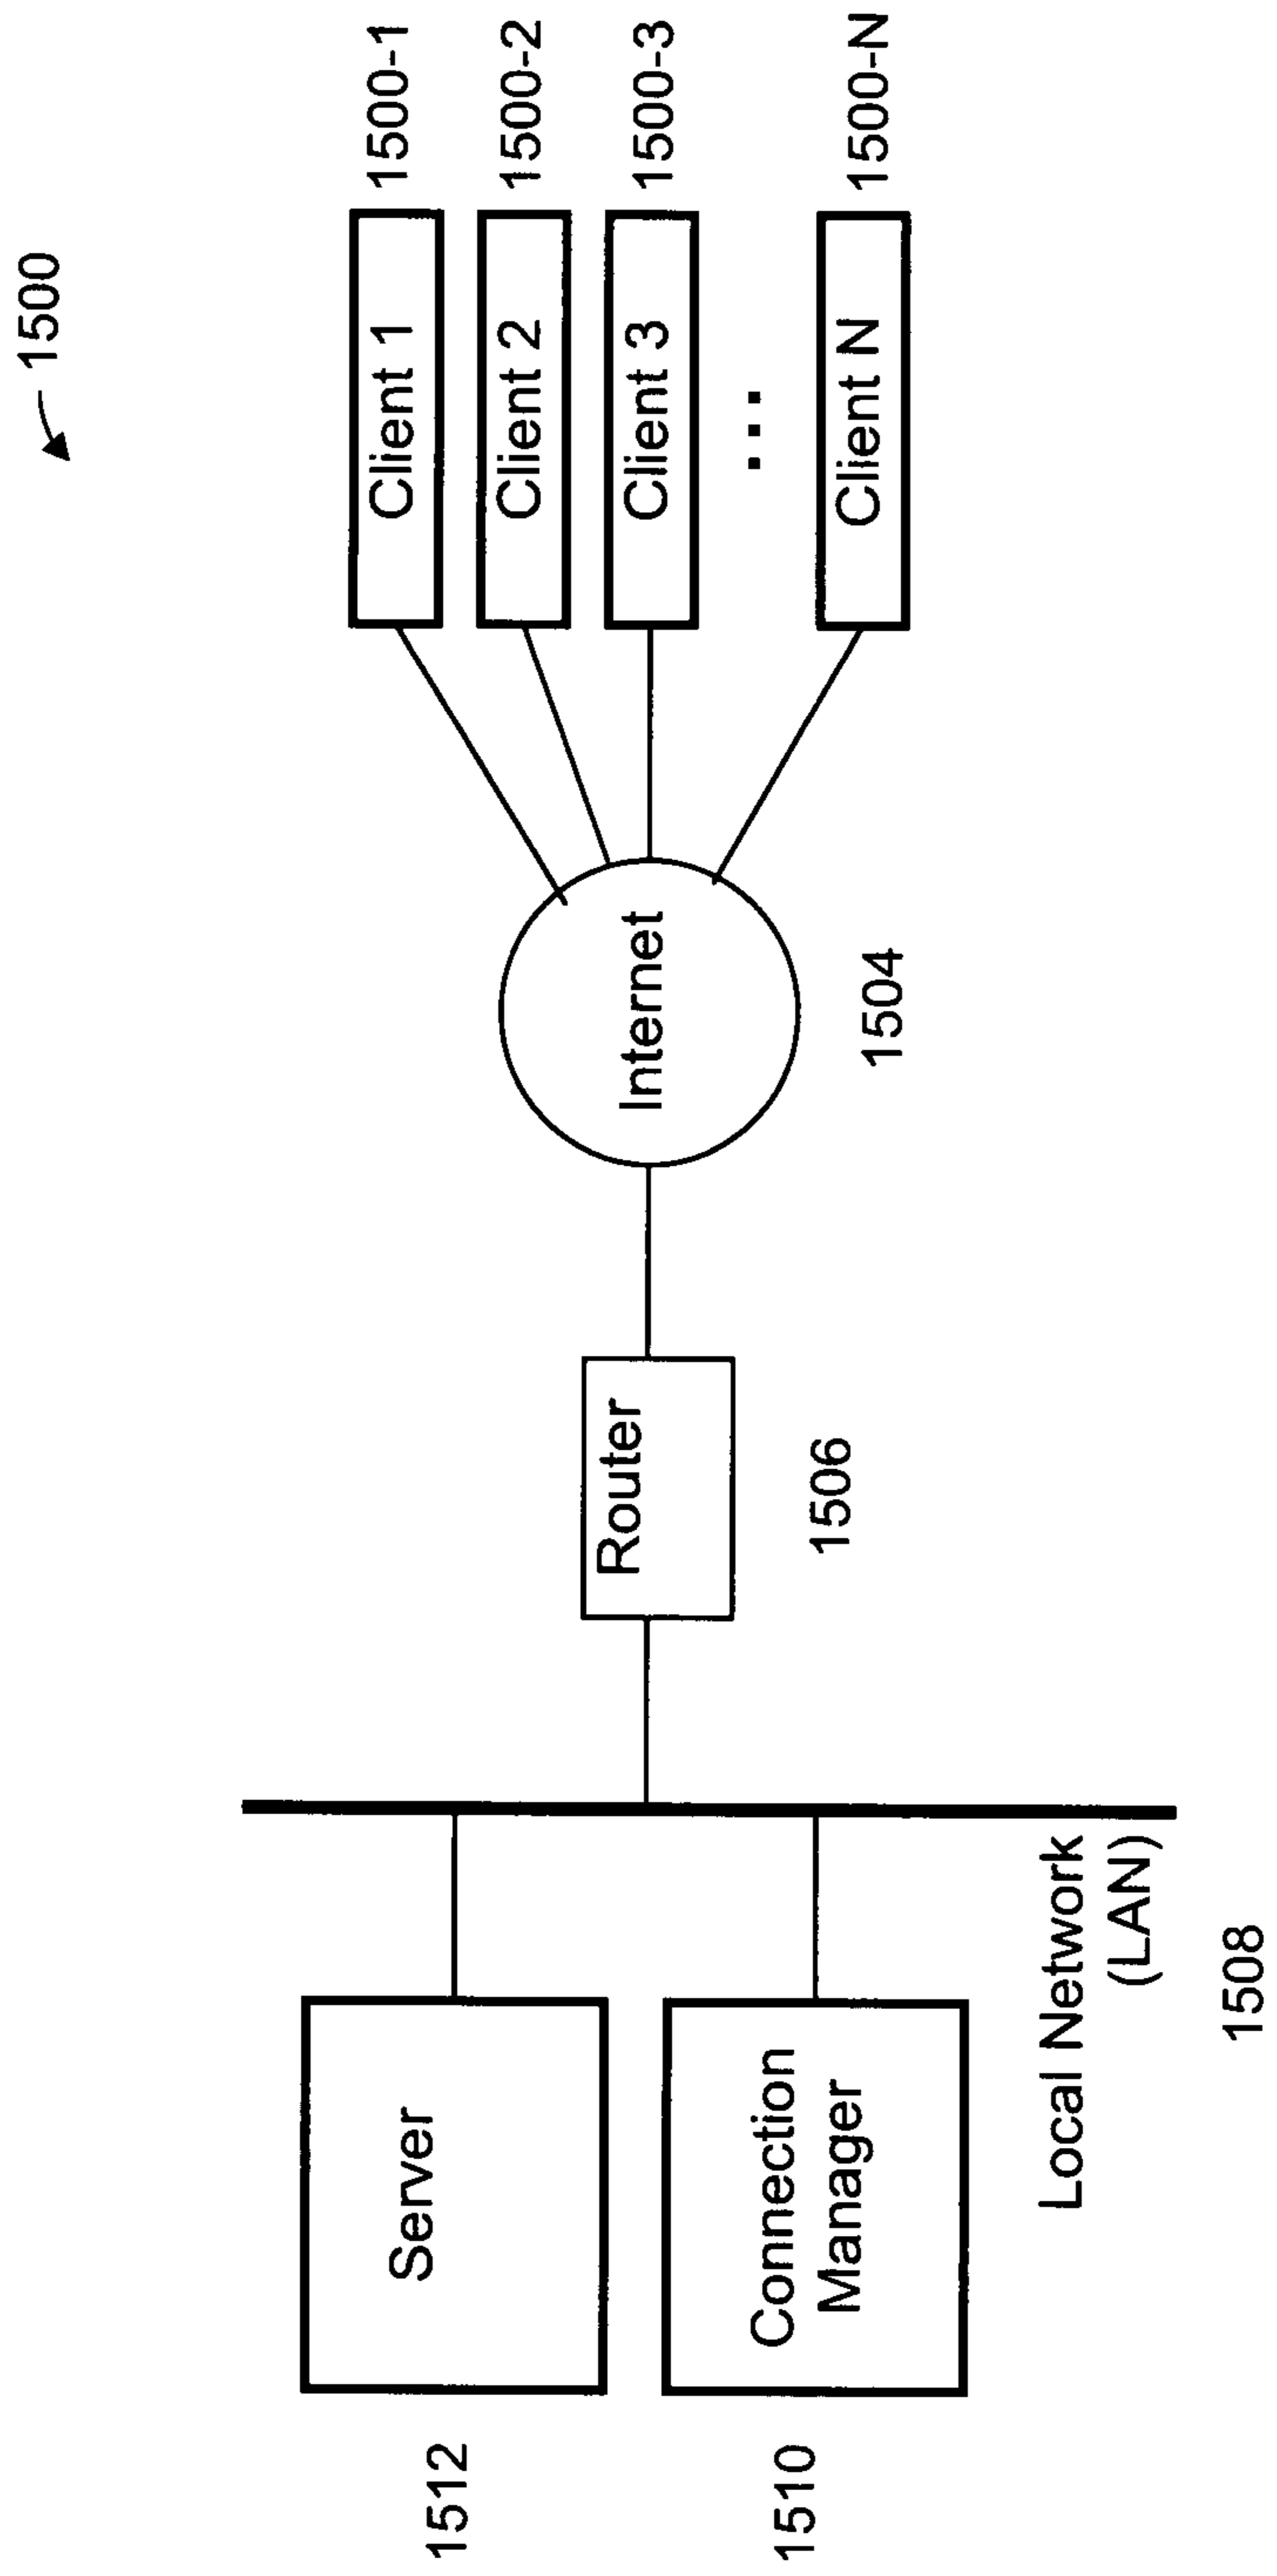 1500
Server
1512
Connection
Manager
1510
Local Network
(LAN)
1508
Router
1506
Internet
1504
Client 1
1500-1
Client 2
1500-2
Client 3
1500-3
...
Client N
1500-N